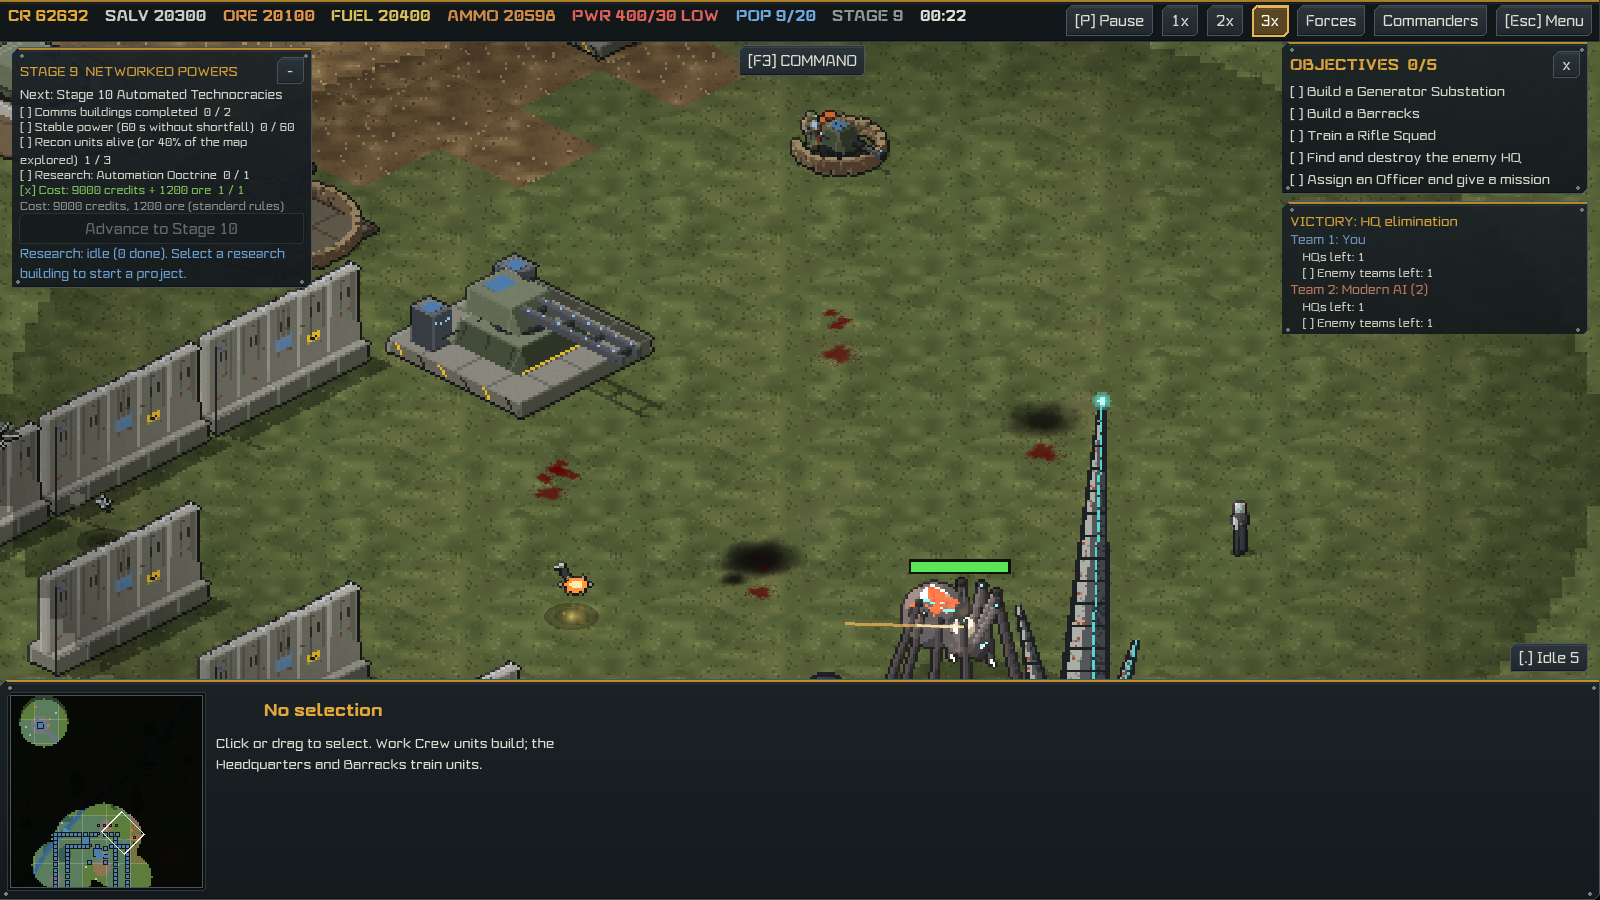 CR 62632 SALV 20300 ORE 20100 FUEL 20400 AMMO 20598 PWR 400/30 LOW POP 9/20 STAGE 9 00:22
[P] Pause 1x 2x 3x Forces Commanders [Esc] Menu
[F3] COMMAND
STAGE 9 NETWORKED POWERS -
Next: Stage 10 Automated Technocracies
[ ] Comms buildings completed 0 / 2
[ ] Stable power (60 s without shortfall) 0 / 60
[ ] Recon units alive (or 40% of the map
explored) 1 / 3
[ ] Research: Automation Doctrine 0 / 1
[x] Cost: 9000 credits + 1200 ore 1 / 1
Cost: 9000 credits, 1200 ore (standard rules)
Advance to Stage 10
Research: idle (0 done). Select a research
building to start a project.
OBJECTIVES 0/5 x
[ ] Build a Generator Substation
[ ] Build a Barracks
[ ] Train a Rifle Squad
[ ] Find and destroy the enemy HQ
[ ] Assign an Officer and give a mission
VICTORY: HQ elimination
Team 1: You
HQs left: 1
[ ] Enemy teams left: 1
Team 2: Modern AI (2)
HQs left: 1
[ ] Enemy teams left: 1
[.] Idle 5
No selection
Click or drag to select. Work Crew units build; the
Headquarters and Barracks train units.